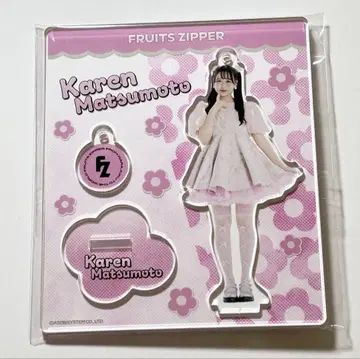 FRUITS ZIPPER
Karen
Matsumoto
FZ
Karen
Matsumoto